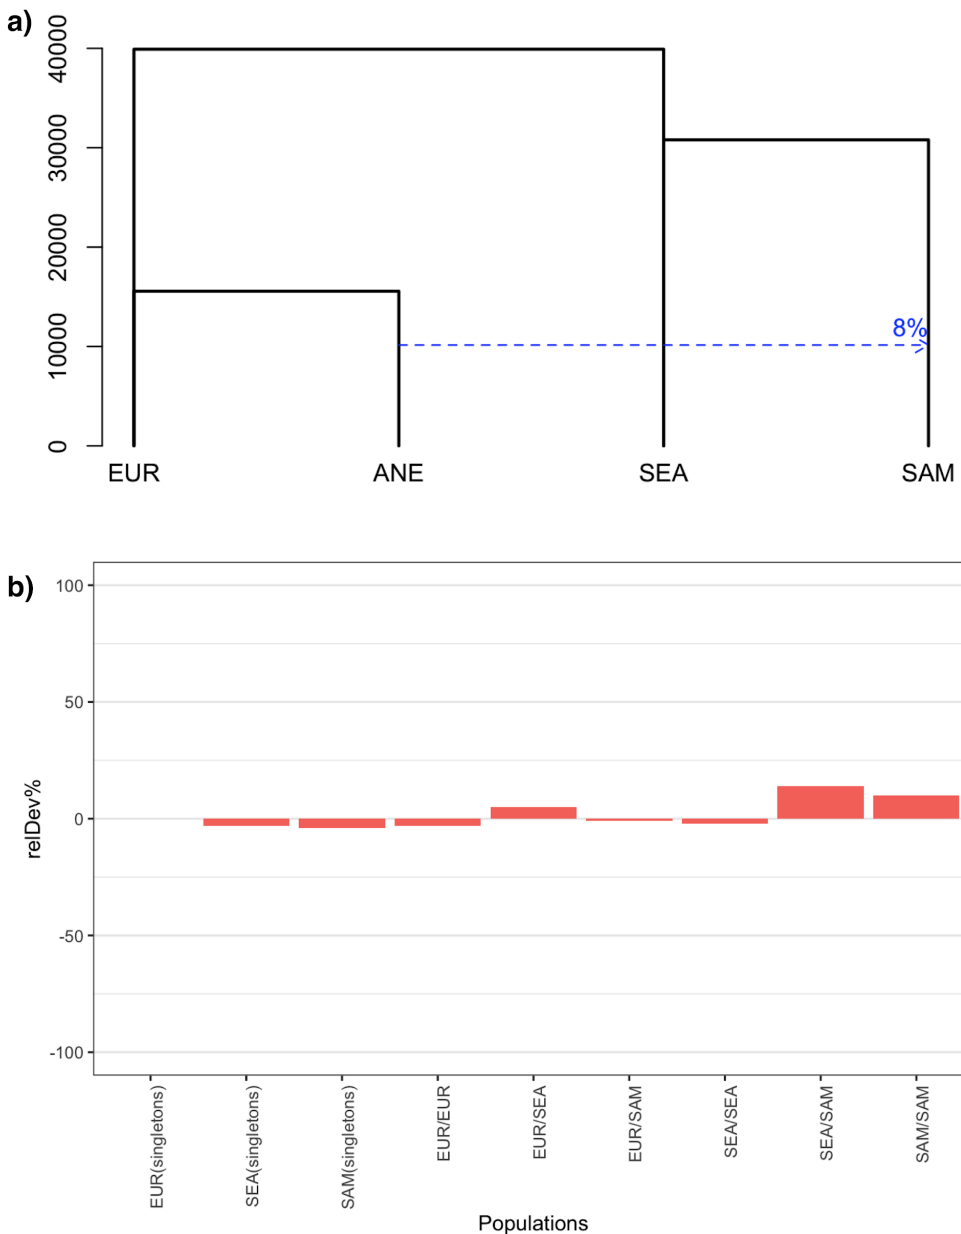 a)
40000
30000
20000
10000
0
8%
EUR ANE SEA SAM
b)
100
50
0
-50
-100
relDev%
EUR(singletons)
SEA(singletons)
SAM(singletons)
EUR/EUR
EUR/SEA
EUR/SAM
SEA/SEA
SEA/SAM
SAM/SAM
Populations